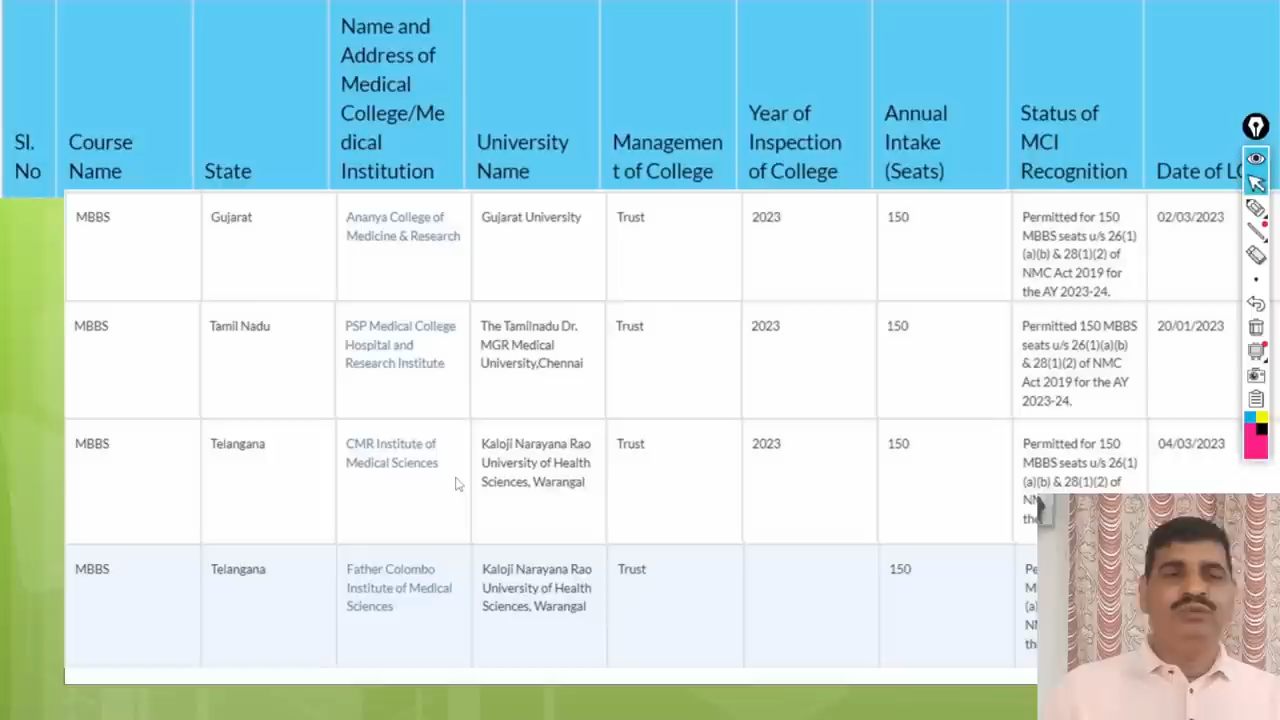 Sl.
No
Course
Name
State
Name and
Address of
Medical
College/Me
dical
Institution
University
Name
Managemen
t of College
Year of
Inspection
of College
Annual
Intake
(Seats)
Status of
MCI
Recognition
Date of LO
MBBS
Gujarat
Ananya College of
Medicine & Research
Gujarat University
Trust
2023
150
Permitted for 150
MBBS seats u/s 26(1)
(a)(b) & 28(1)(2) of
NMC Act 2019 for
the AY 2023-24.
02/03/2023
MBBS
Tamil Nadu
PSP Medical College
Hospital and
Research Institute
The Tamilnadu Dr.
MGR Medical
University,Chennai
Trust
2023
150
Permitted 150 MBBS
seats u/s 26(1)(a)(b)
& 28(1)(2) of NMC
Act 2019 for the AY
2023-24.
20/01/2023
MBBS
Telangana
CMR Institute of
Medical Sciences
Kaloji Narayana Rao
University of Health
Sciences, Warangal
Trust
2023
150
Permitted for 150
MBBS seats u/s 26(1)
(a)(b) & 28(1)(2) of
the
04/03/2023
MBBS
Telangana
Father Colombo
Institute of Medical
Sciences
Kaloji Narayana Rao
University of Health
Sciences, Warangal
Trust
150
Pe
M
(a)
th